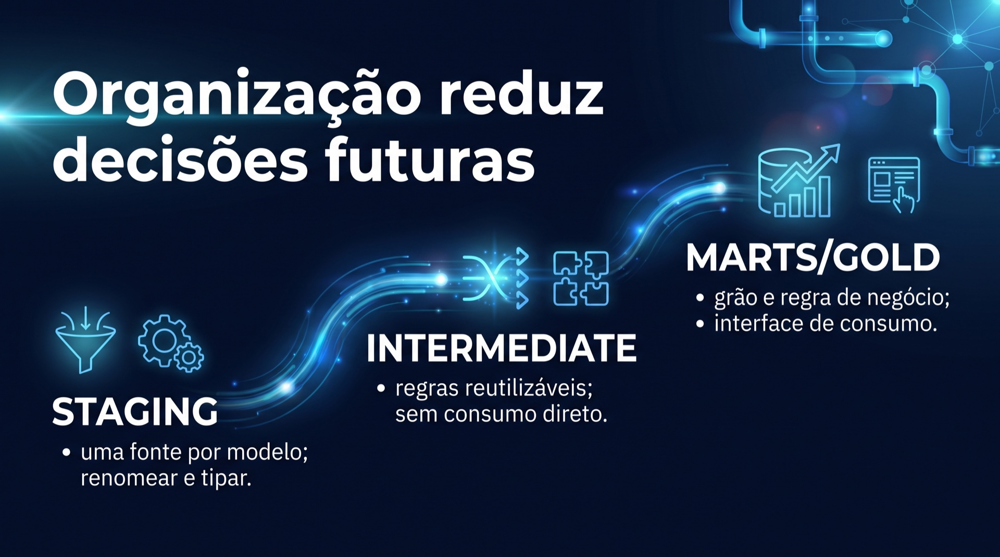 Organização reduz
decisões futuras
STAGING
• uma fonte por modelo;
renomear e tipar.
INTERMEDIATE
• regras reutilizáveis;
sem consumo direto.
MARTS/GOLD
• grão e regra de negócio;
• interface de consumo.